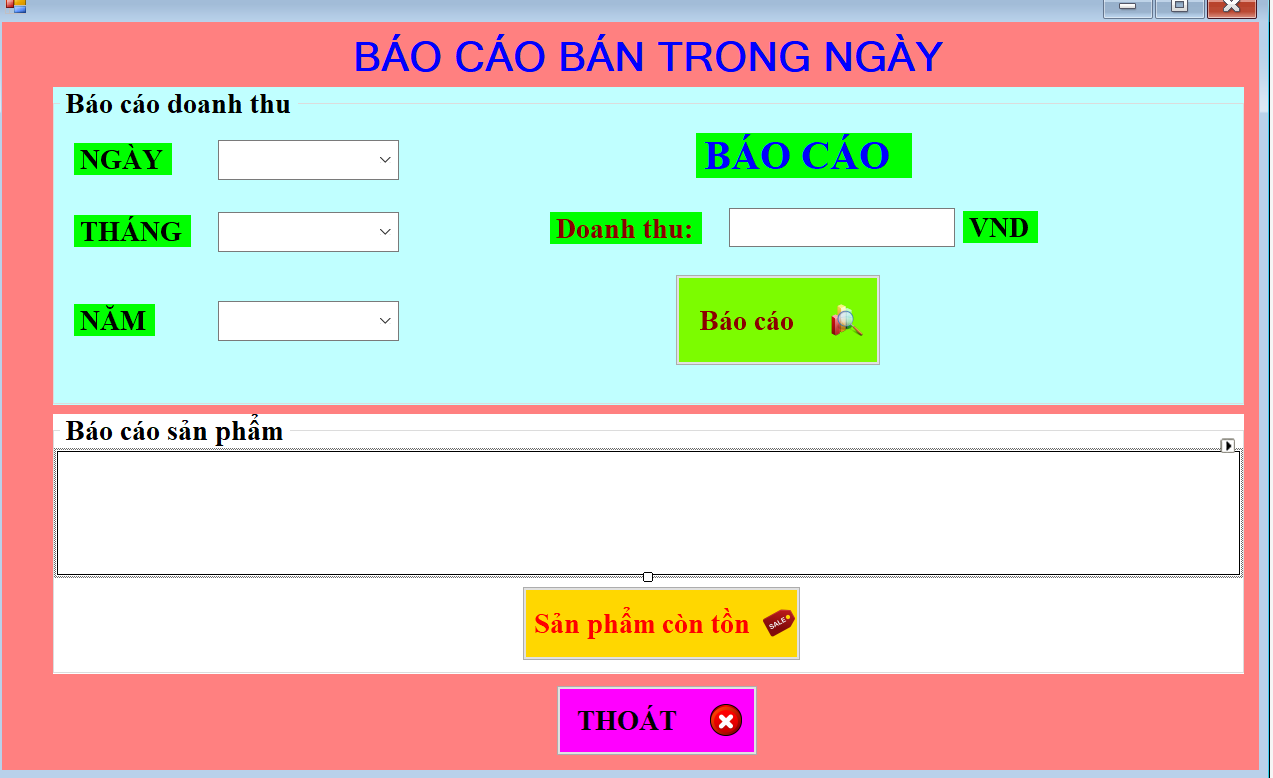 BÁO CÁO BÁN TRONG NGÀY
Báo cáo doanh thu
NGÀY
BÁO CÁO
THÁNG
Doanh thu:
VND
NĂM
Báo cáo
Báo cáo sản phẩm
Sản phẩm còn tồn
SALE
THOÁT